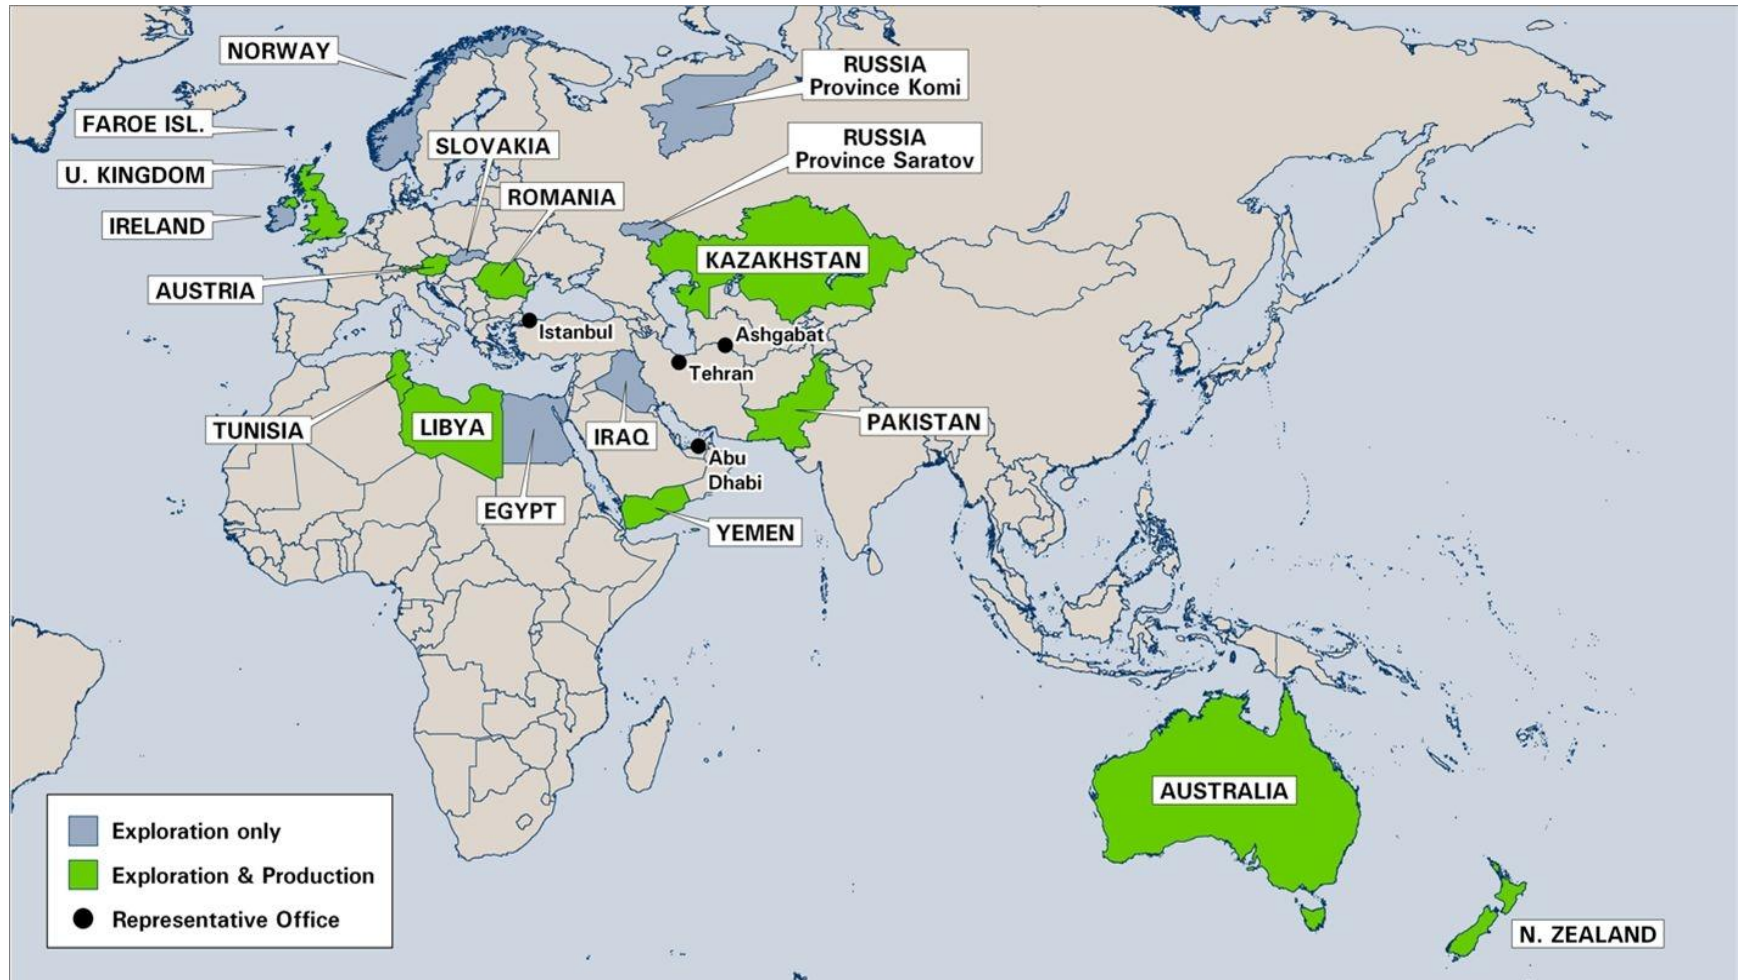 NORWAY
RUSSIA
Province Komi
FAROE ISL.
SLOVAKIA
RUSSIA
Province Saratov
U. KINGDOM
ROMANIA
IRELAND
KAZAKHSTAN
AUSTRIA
Istanbul
Ashgabat
Tehran
TUNISIA
LIBYA
IRAQ
PAKISTAN
Abu
Dhabi
EGYPT
YEMEN
AUSTRALIA
N. ZEALAND
Exploration only
Exploration & Production
Representative Office